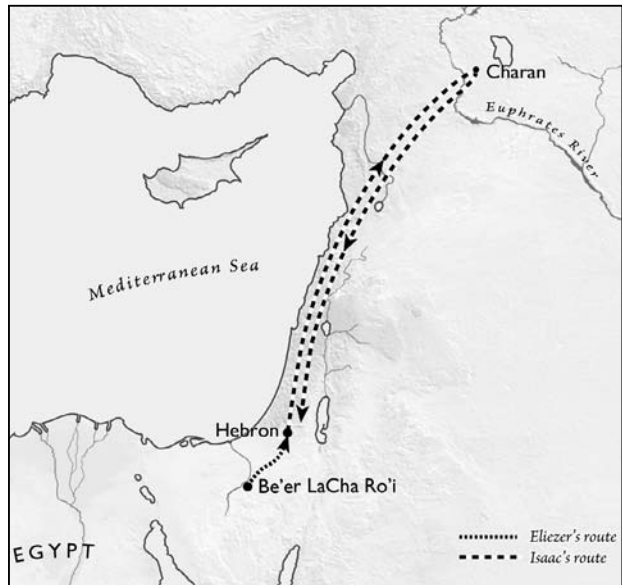 Charan
Euphrates River
Mediterranean Sea
Hebron
Be'er LaCha Ro'i
EGYPT
Eliezer's route
Isaac's route